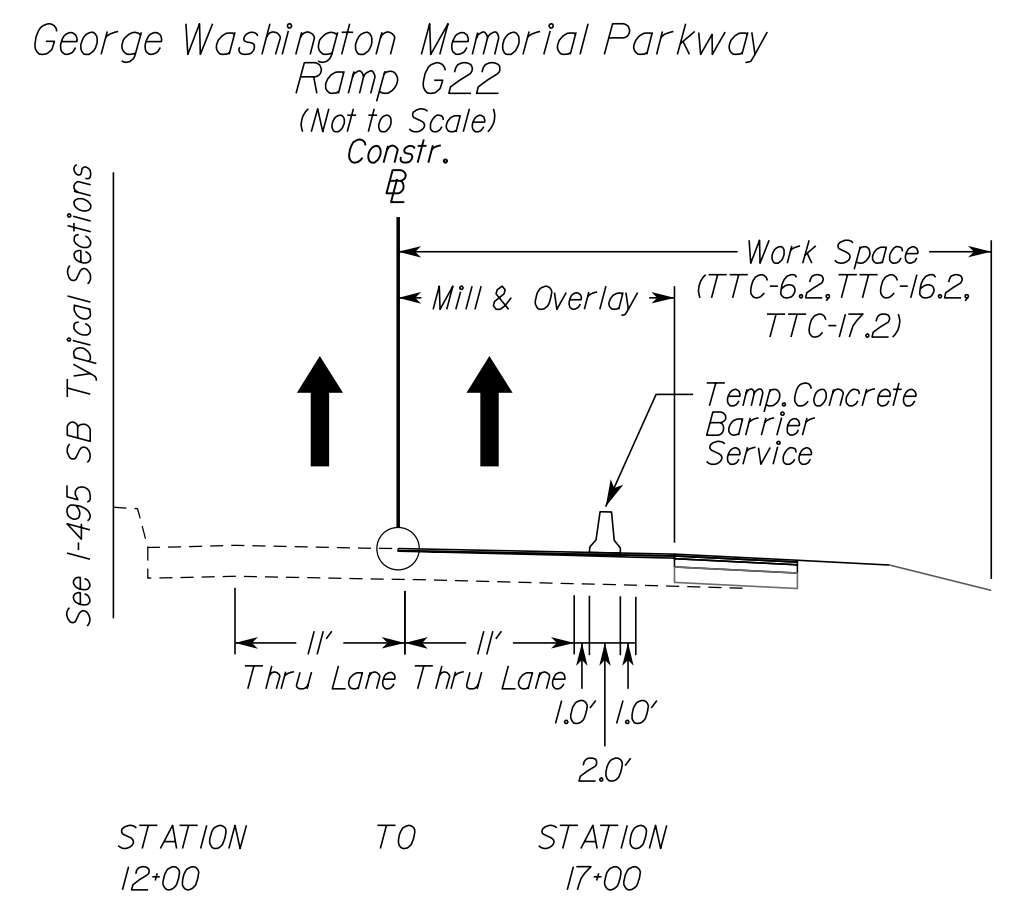 George Washington Memorial Parkway
Ramp G22
(Not to Scale)
Constr.
BL
See I-495 SB Typical Sections
Work Space
(TTC-6.2, TTC-16.2,
TTC-17.2)
Mill & Overlay
Temp. Concrete
Barrier
Service
11' 11'
Thru Lane Thru Lane
1.0' 1.0'
2.0'
STATION TO STATION
12+00 17+00